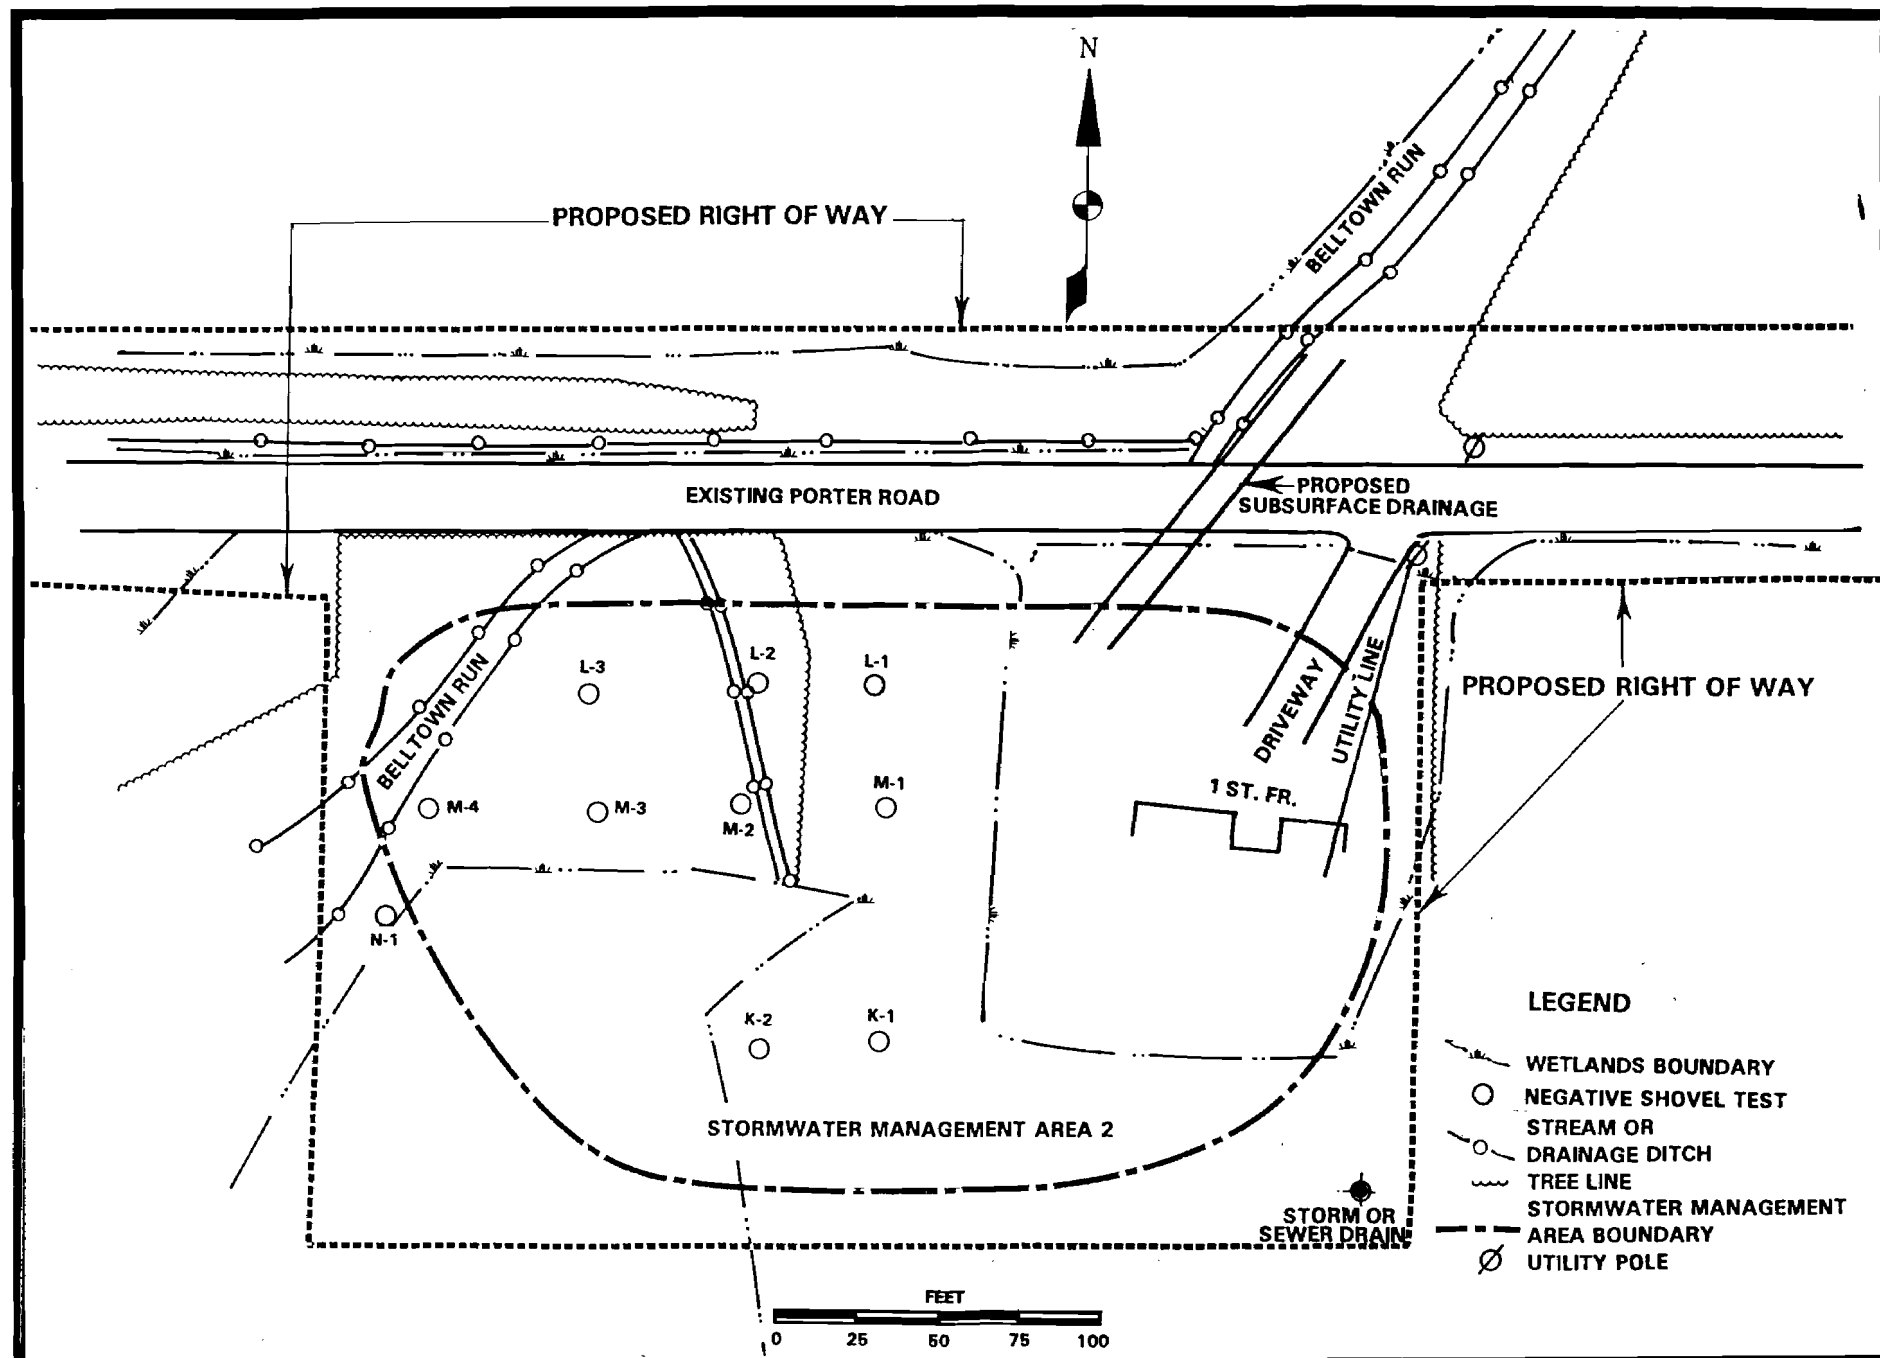 N
BELLTOWN RUN
PROPOSED RIGHT OF WAY
EXISTING PORTER ROAD
PROPOSED
SUBSURFACE DRAINAGE
L-3
L-2
L-1
BELLTOWN RUN
DRIVEWAY
UTILITY LINE
PROPOSED RIGHT OF WAY
M-4
M-3
M-2
M-1
1 ST. FR.
N-1
K-2
K-1
STORMWATER MANAGEMENT AREA 2
STORM OR
SEWER DRAIN
LEGEND
WETLANDS BOUNDARY
NEGATIVE SHOVEL TEST
STREAM OR
DRAINAGE DITCH
TREE LINE
STORMWATER MANAGEMENT
AREA BOUNDARY
UTILITY POLE
FEET
0 25 50 75 100